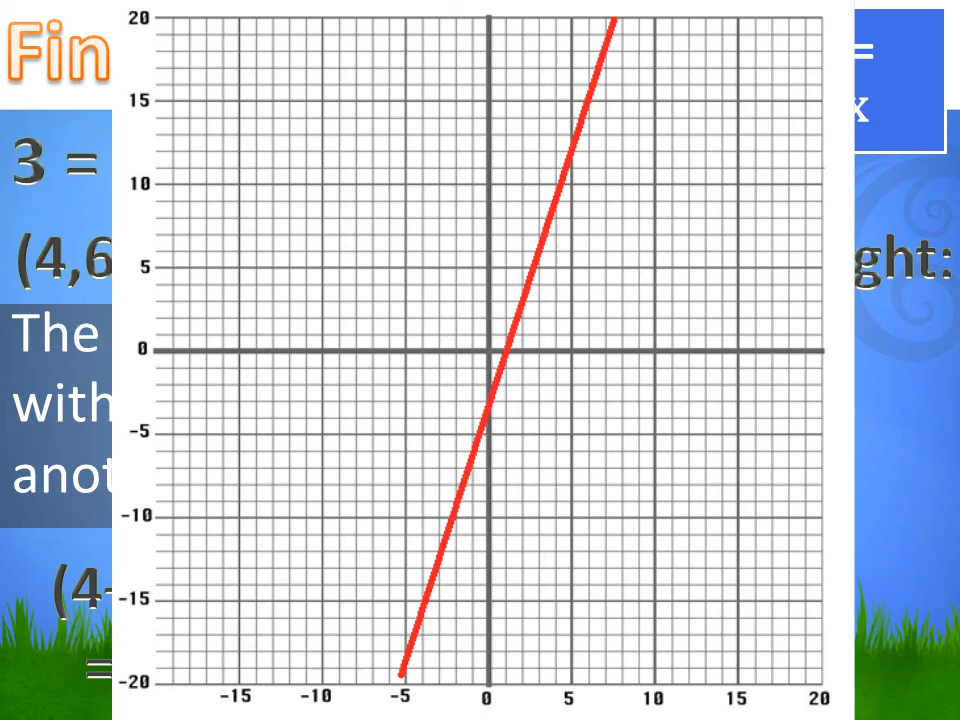 Fin
=
x
3 =
(4,6 ght:
The
with
anot
(4-
=
20
15
10
5
0
-5
-10
-15
-20
-15 -10 -5 0 5 10 15 20